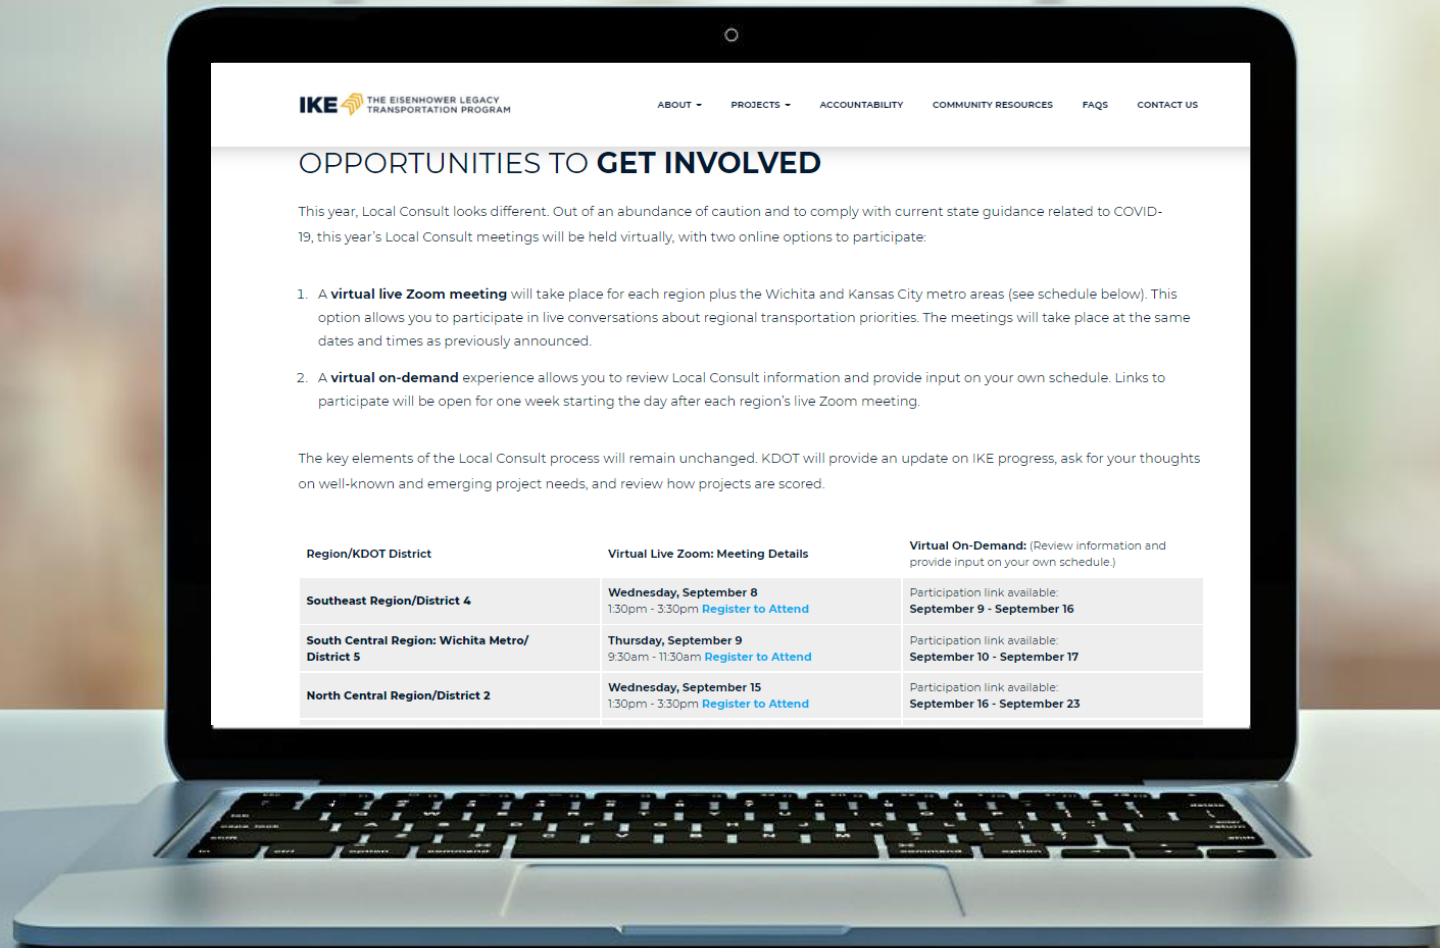 IKE THE EISENHOWER LEGACY
TRANSPORTATION PROGRAM
ABOUT PROJECTS ACCOUNTABILITY COMMUNITY RESOURCES FAQS CONTACT US
OPPORTUNITIES TO GET INVOLVED
This year, Local Consult looks different. Out of an abundance of caution and to comply with current state guidance related to COVID-
19, this year's Local Consult meetings will be held virtually, with two online options to participate:
1. A virtual live Zoom meeting will take place for each region plus the Wichita and Kansas City metro areas (see schedule below). This
option allows you to participate in live conversations about regional transportation priorities. The meetings will take place at the same
dates and times as previously announced.
2. A virtual on-demand experience allows you to review Local Consult information and provide input on your own schedule. Links to
participate will be open for one week starting the day after each region's live Zoom meeting.
The key elements of the Local Consult process will remain unchanged. KDOT will provide an update on IKE progress, ask for your thoughts
on well-known and emerging project needs, and review how projects are scored.
Region/KDOT District
Virtual Live Zoom: Meeting Details
Virtual On-Demand: (Review information and
provide input on your own schedule.)
Southeast Region/District 4
Wednesday, September 8
1:30pm - 3:30pm Register to Attend
Participation link available:
September 9 - September 16
South Central Region: Wichita Metro/
District 5
Thursday, September 9
9:30am - 11:30am Register to Attend
Participation link available:
September 10 - September 17
North Central Region/District 2
Wednesday, September 15
1:30pm - 3:30pm Register to Attend
Participation link available:
September 16 - September 23